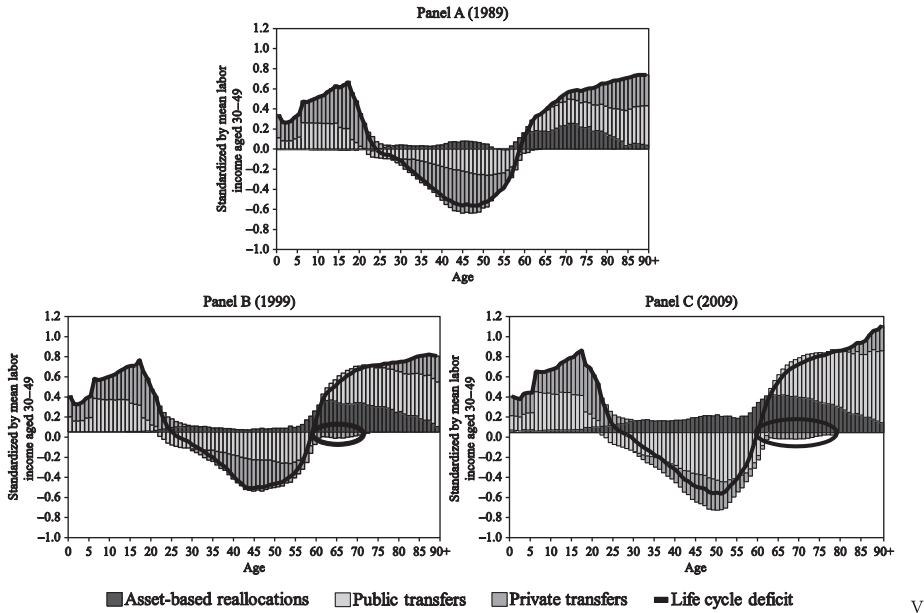 Panel A (1989)
Standardized by mean labor
income aged 30–49
1.2
1.0
0.8
0.6
0.4
0.2
0.0
−0.2
−0.4
−0.6
−0.8
−1.0
0 5 10 15 20 25 30 35 40 45 50 55 60 65 70 75 80 85 90+
Age
Panel B (1999)
Standardized by mean labor
income aged 30–49
1.2
1.0
0.8
0.6
0.4
0.2
0.0
−0.2
−0.4
−0.6
−0.8
−1.0
0 5 10 15 20 25 30 35 40 45 50 55 60 65 70 75 80 85 90+
Age
Panel C (2009)
Standardized by mean labor
income aged 30–49
1.2
1.0
0.8
0.6
0.4
0.2
0.0
−0.2
−0.4
−0.6
−0.8
−1.0
0 5 10 15 20 25 30 35 40 45 50 55 60 65 70 75 80 85 90+
Age
Asset-based reallocations Public transfers Private transfers Life cycle deficit
V